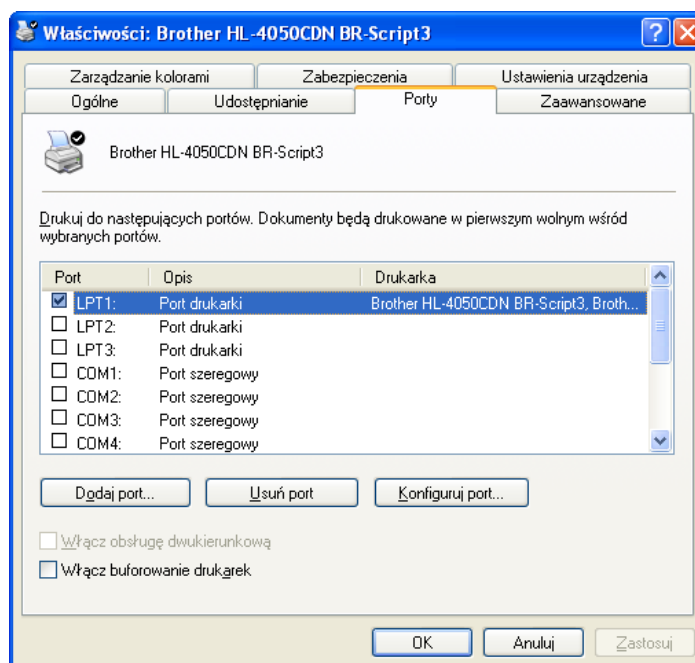 Właściwości: Brother HL-4050CDN BR-Script3
Zarządzanie kolorami Zabezpieczenia Ustawienia urządzenia
Ogólne Udostępnianie Porty Zaawansowane
Brother HL-4050CDN BR-Script3
Drukuj do następujących portów. Dokumenty będą drukowane w pierwszym wolnym wśród
wybranych portów.
Port Opis Drukarka
LPT1: Port drukarki Brother HL-4050CDN BR-Script3, Broth...
LPT2: Port drukarki
LPT3: Port drukarki
COM1: Port szeregowy
COM2: Port szeregowy
COM3: Port szeregowy
COM4: Port szeregowy
Dodaj port... Usuń port Konfiguruj port...
Włącz obsługę dwukierunkową
Włącz buforowanie drukarek
OK Anuluj Zastosuj